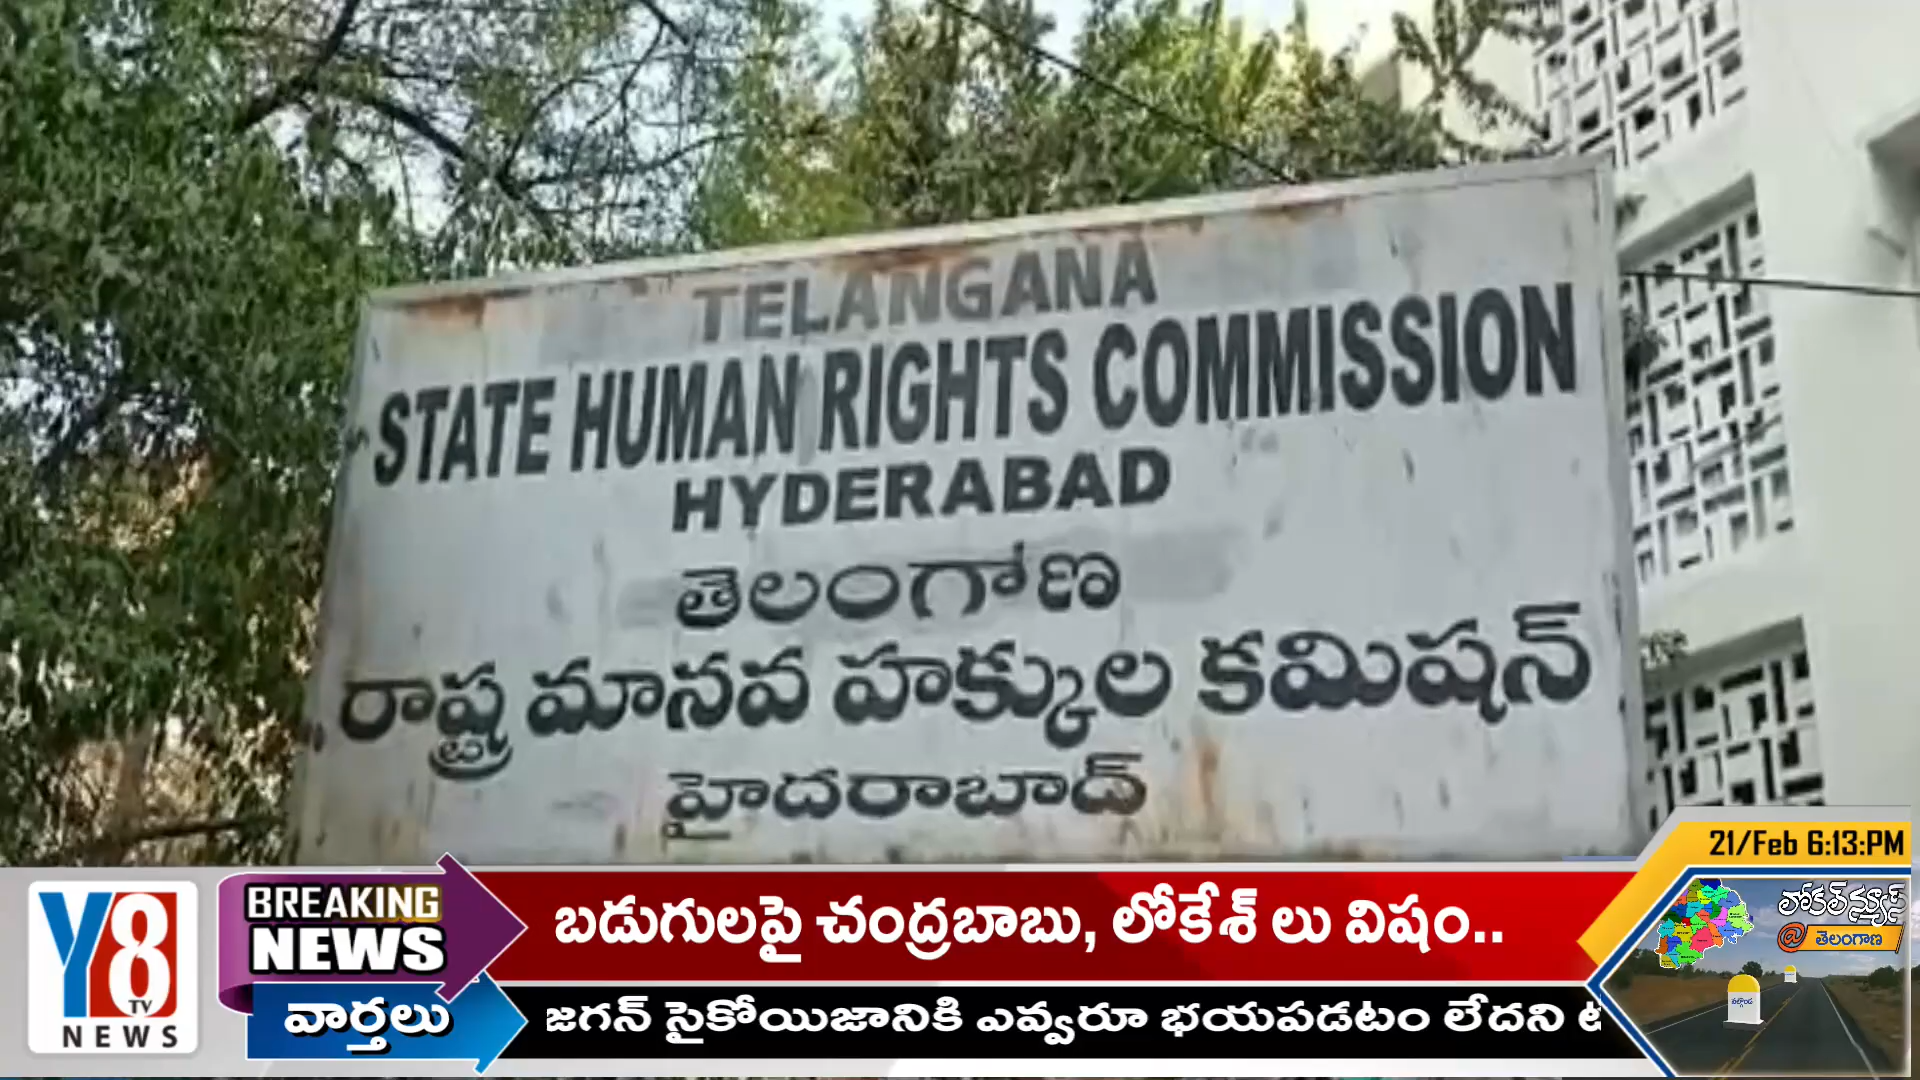 TELANGANA
STATE HUMAN RIGHTS COMMISSION
HYDERABAD
తెలంగాణ
రాష్ట్ర మానవ హక్కుల కమిషన్
హైదరాబాద్
21/Feb 6:13:PM
లోకల్ న్యూస్
@ తెలంగాణ
Y8
TV
NEWS
BREAKING
NEWS
బడుగులపై చంద్రబాబు, లోకేశ్ లు విషం..
వార్తలు
జగన్ సైకోయిజానికి ఎవ్వరూ భయపడటం లేదని